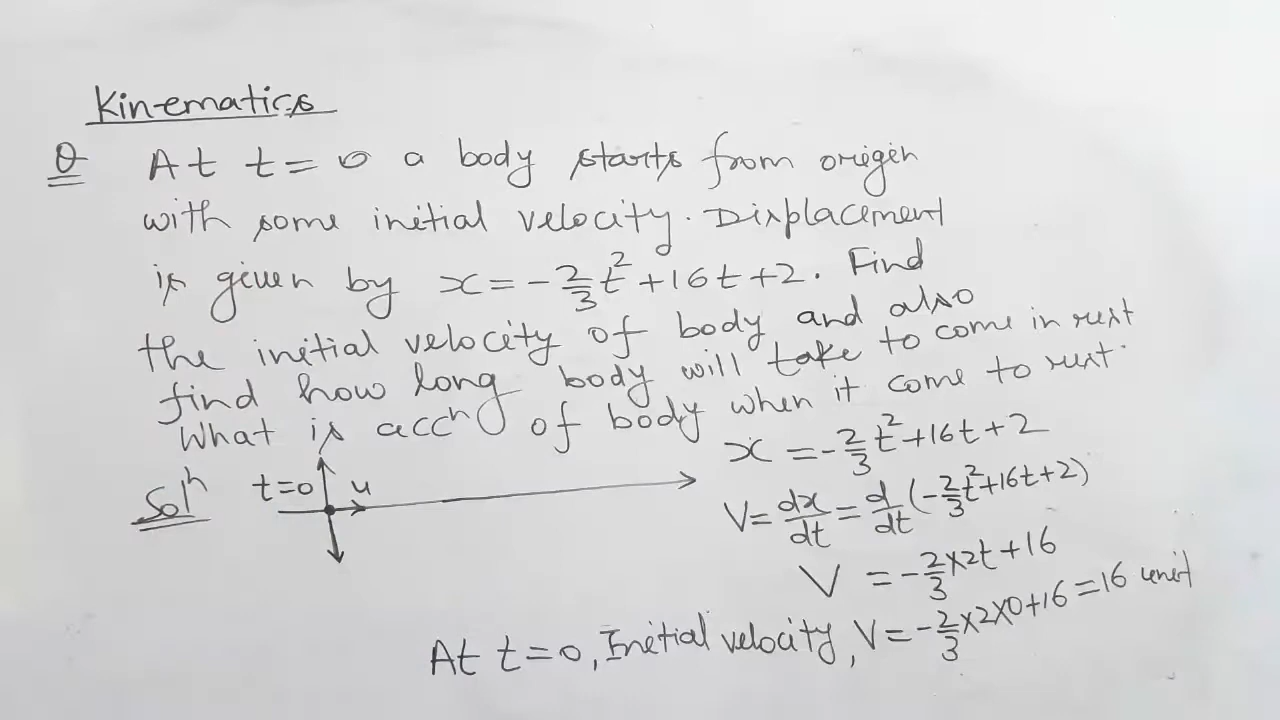 Kinematics
Q At t = 0 a body starts from origin
with some initial velocity. Displacement
is given by x = -2/3 t² + 16t + 2. Find
the initial velocity of body and also
find how long body will take to come in rest
What is accⁿ of body when it come to rest.
Solⁿ t=0 u
x = -2/3 t² + 16t + 2
V = dx/dt = d/dt (-2/3 t² + 16t + 2)
V = -2/3 × 2t + 16
At t = 0, Initial velocity, V = -2/3 × 2 × 0 + 16 = 16 unit